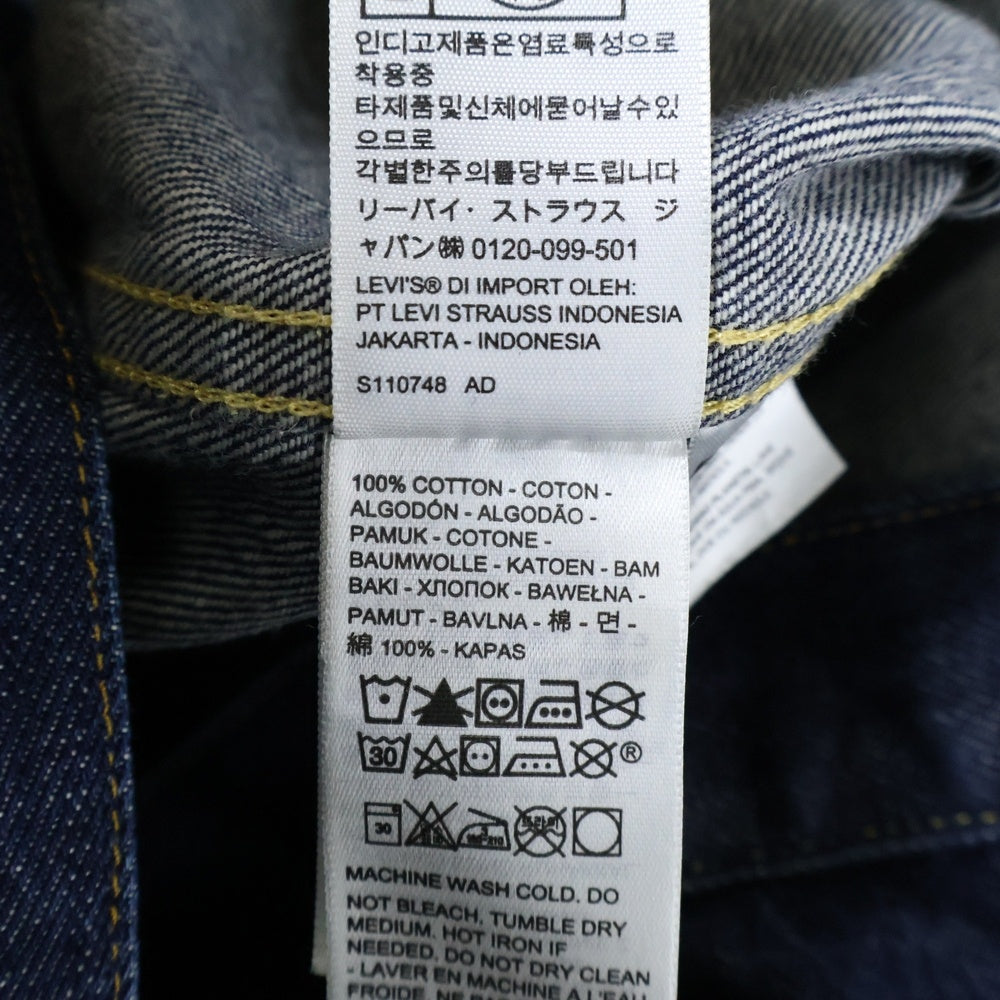 인디고제품은염료특성으로
착용중
타제품및신체에묻어날수있
으므로
각별한주의를당부드립니다
リーバイ・ストラウス ジ
ャパン㈱ 0120-099-501
LEVI'S® DI IMPORT OLEH:
PT LEVI STRAUSS INDONESIA
JAKARTA - INDONESIA
S110748 AD
100% COTTON - COTON -
ALGODÓN - ALGODÃO -
PAMUK - COTONE -
BAUMWOLLE - KATOEN - BAM
BAKI - ХЛОПОК - BAWEŁNA -
PAMUT - BAVLNA - 棉 - 면 -
綿 100% - KAPAS
30 ®
30
MACHINE WASH COLD. DO
NOT BLEACH. TUMBLE DRY
MEDIUM. HOT IRON IF
NEEDED. DO NOT DRY CLEAN
- LAVER EN MACHINE A L'EAU
FROIDE. NE PAS